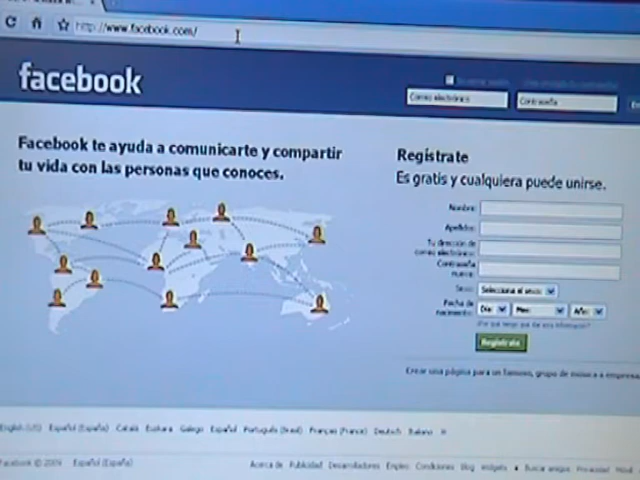 http://www.facebook.com/
facebook
Correo electrónico
Contraseña
Facebook te ayuda a comunicarte y compartir
tu vida con las personas que conoces.
Regístrate
Es gratis y cualquiera puede unirse.
Nombre:
Apellidos:
Tu dirección de
correo electrónico:
Contraseña
nueva:
Sexo: Selecciona el sexo:
Fecha de
nacimiento: Día: Mes: Año:
Regístrate
Crear una página para un famoso, grupo de música o empresa
English (US) Español (España) Català Euskara Galego Español Português (Brasil) Français (France) Deutsch Italiano »
Facebook © 2009 Español (España)
Acerca de Publicidad Desarrolladores Empleo Condiciones Blog widgets Buscar amigos Privacidad Móvil